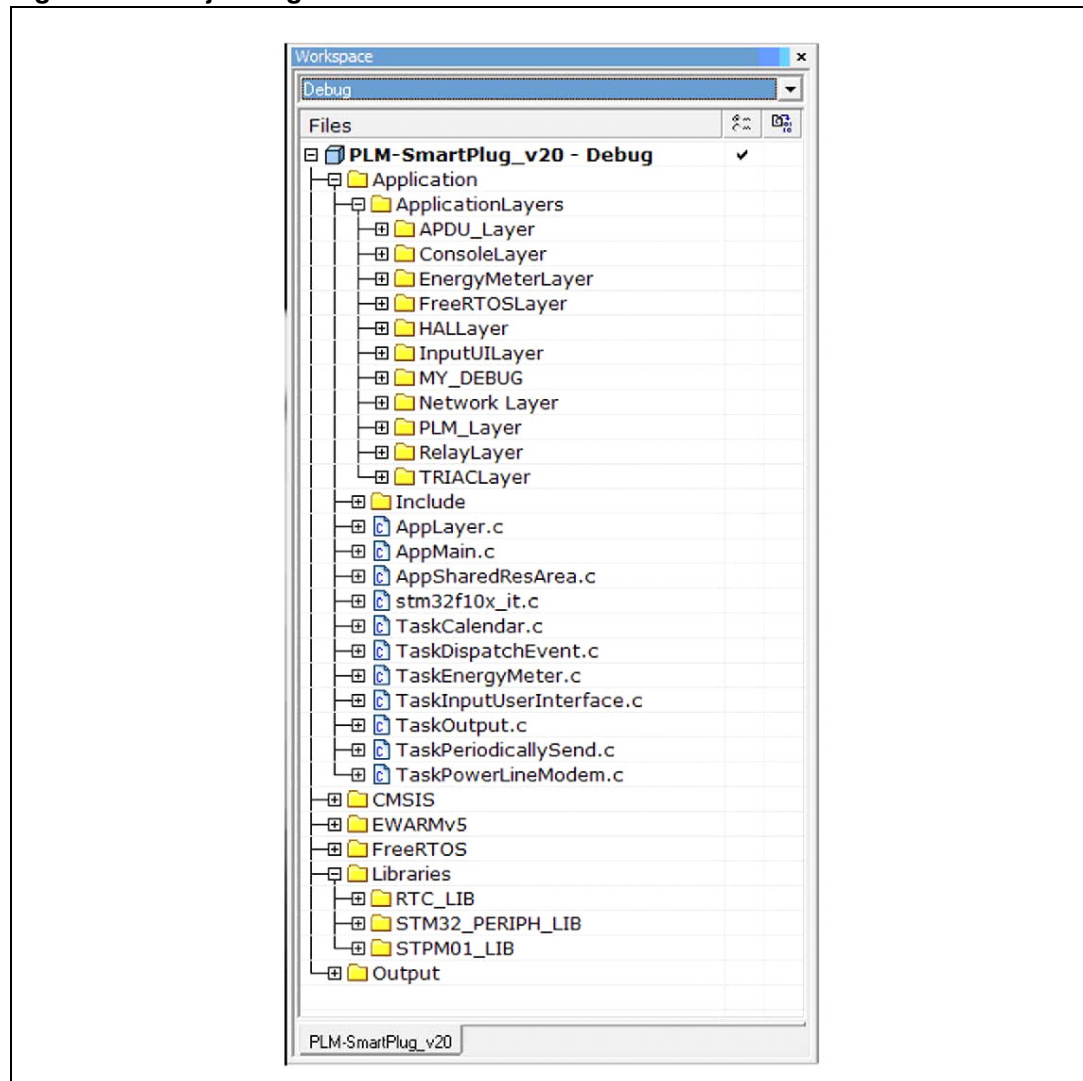 Workspace
Debug
Files
PLM-SmartPlug_v20 - Debug
Application
ApplicationLayers
APDU_Layer
ConsoleLayer
EnergyMeterLayer
FreeRTOSLayer
HALLayer
InputUILayer
MY_DEBUG
Network Layer
PLM_Layer
RelayLayer
TRIACLayer
Include
AppLayer.c
AppMain.c
AppSharedResArea.c
stm32f10x_it.c
TaskCalendar.c
TaskDispatchEvent.c
TaskEnergyMeter.c
TaskInputUserInterface.c
TaskOutput.c
TaskPeriodicallySend.c
TaskPowerLineModem.c
CMSIS
EWARMv5
FreeRTOS
Libraries
RTC_LIB
STM32_PERIPH_LIB
STPM01_LIB
Output
PLM-SmartPlug_v20